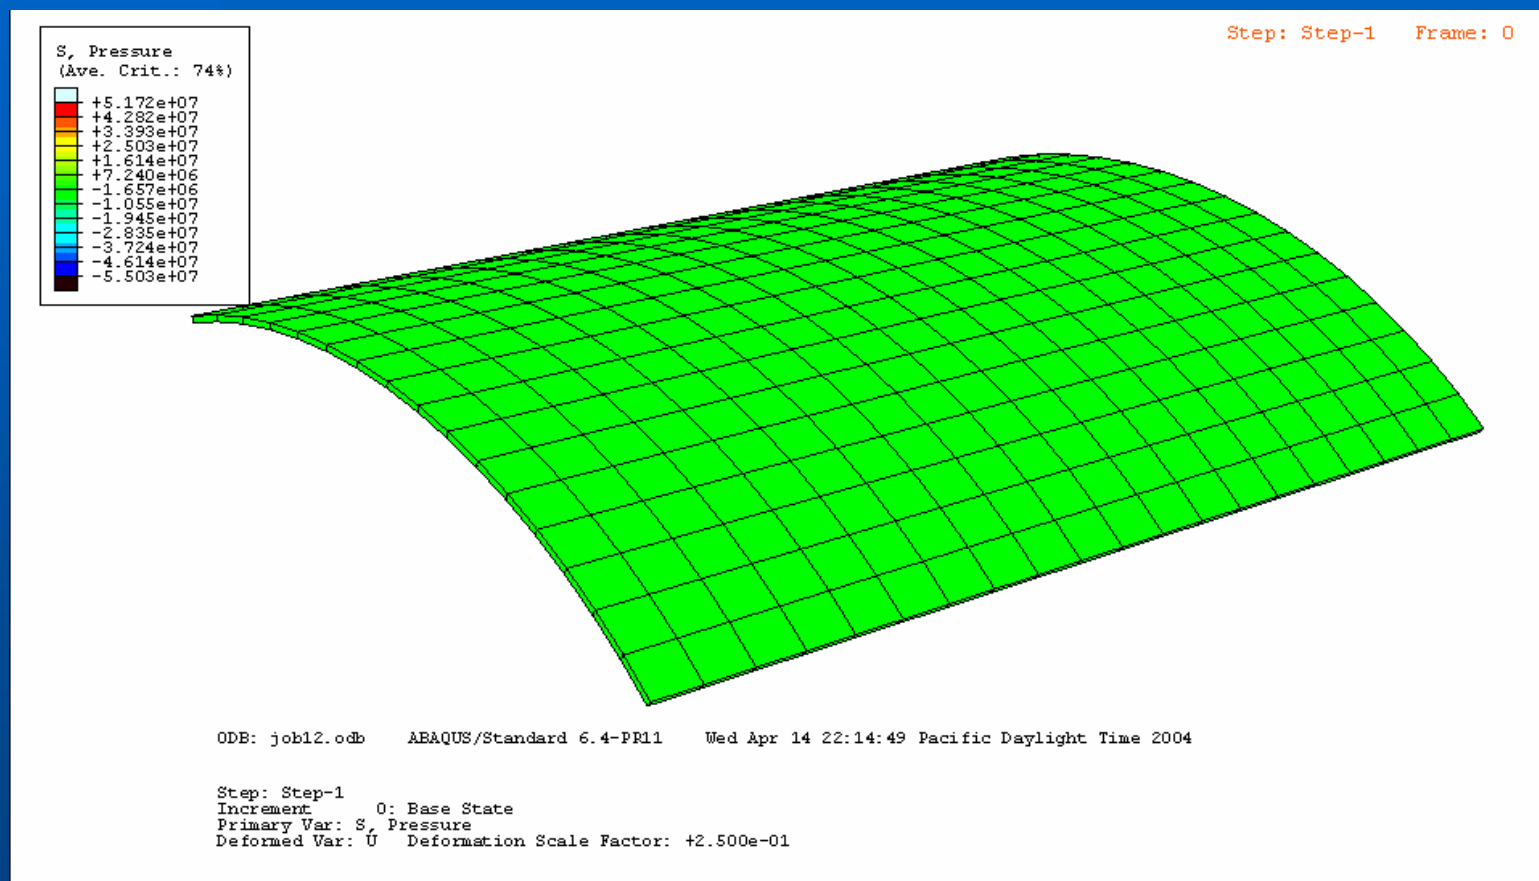 S, Pressure
(Ave. Crit.: 74%)
+5.172e+07
+4.282e+07
+3.393e+07
+2.503e+07
+1.614e+07
+7.240e+06
-1.657e+06
-1.055e+07
-1.945e+07
-2.835e+07
-3.724e+07
-4.614e+07
-5.503e+07
Step: Step-1 Frame: 0
ODB: job12.odb ABAQUS/Standard 6.4-PR11 Wed Apr 14 22:14:49 Pacific Daylight Time 2004
Step: Step-1
Increment 0: Base State
Primary Var: S, Pressure
Deformed Var: U Deformation Scale Factor: +2.500e-01